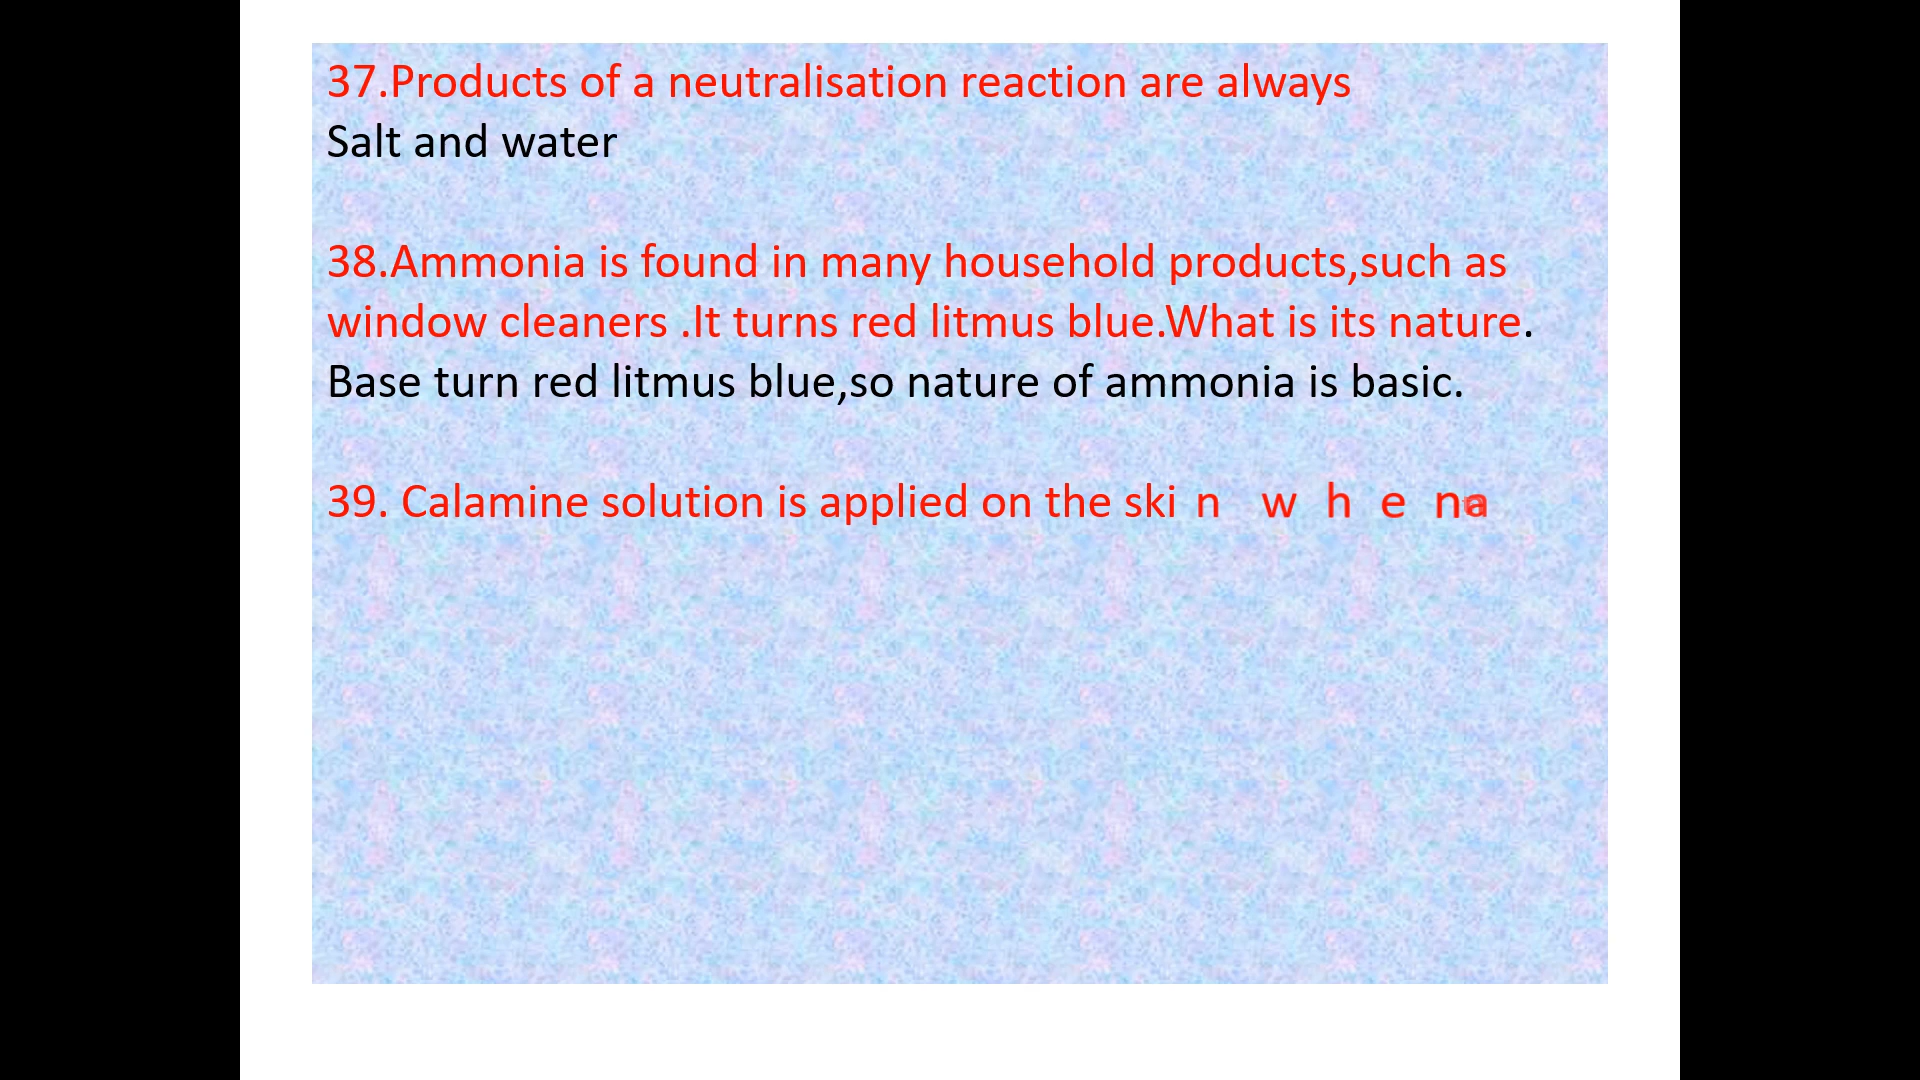 37.Products of a neutralisation reaction are always
Salt and water
38.Ammonia is found in many household products,such as
window cleaners .It turns red litmus blue.What is its nature.
Base turn red litmus blue,so nature of ammonia is basic.
39. Calamine solution is applied on the skin when